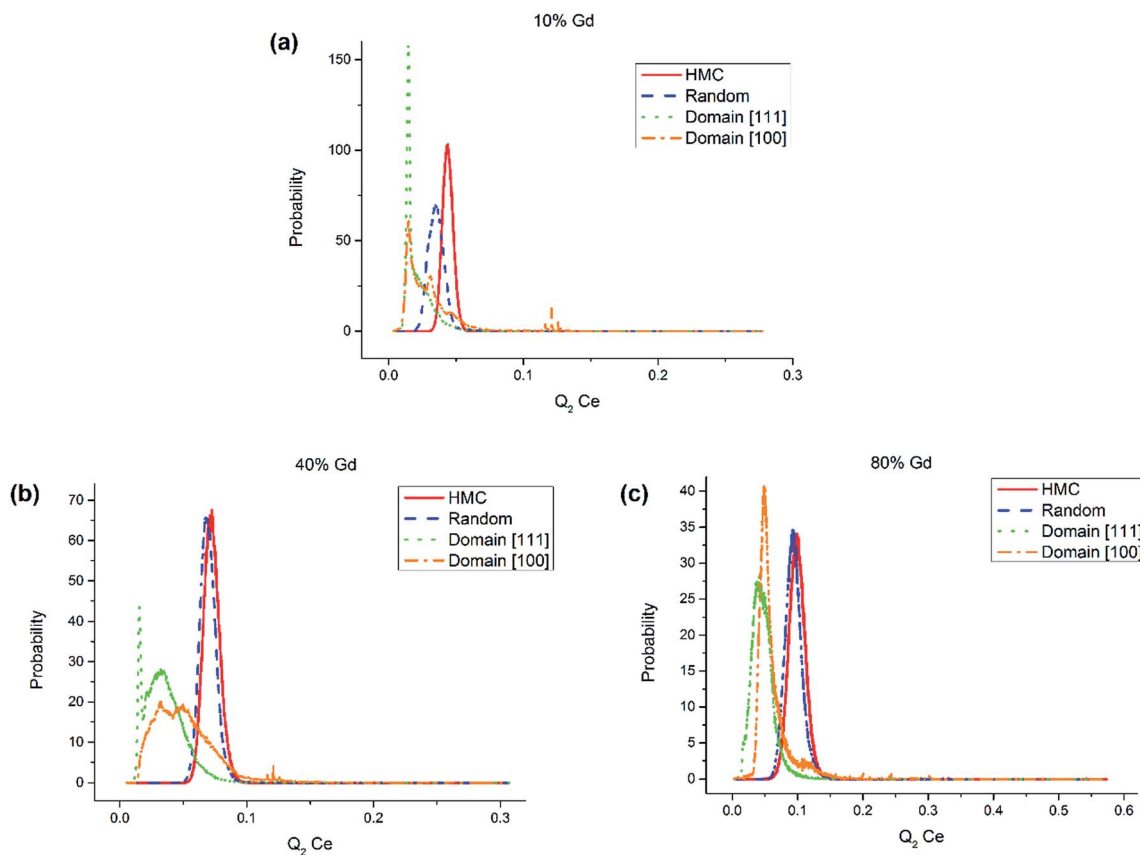 (a)
10% Gd
150
100
50
0
Probability
HMC
Random
Domain [111]
Domain [100]
0.0 0.1 0.2 0.3
Q₂ Ce
(b)
40% Gd
70
60
50
40
30
20
10
0
Probability
HMC
Random
Domain [111]
Domain [100]
0.0 0.1 0.2 0.3
Q₂ Ce
(c)
80% Gd
40
35
30
25
20
15
10
5
0
Probability
HMC
Random
Domain [111]
Domain [100]
0.0 0.1 0.2 0.3 0.4 0.5 0.6
Q₂ Ce